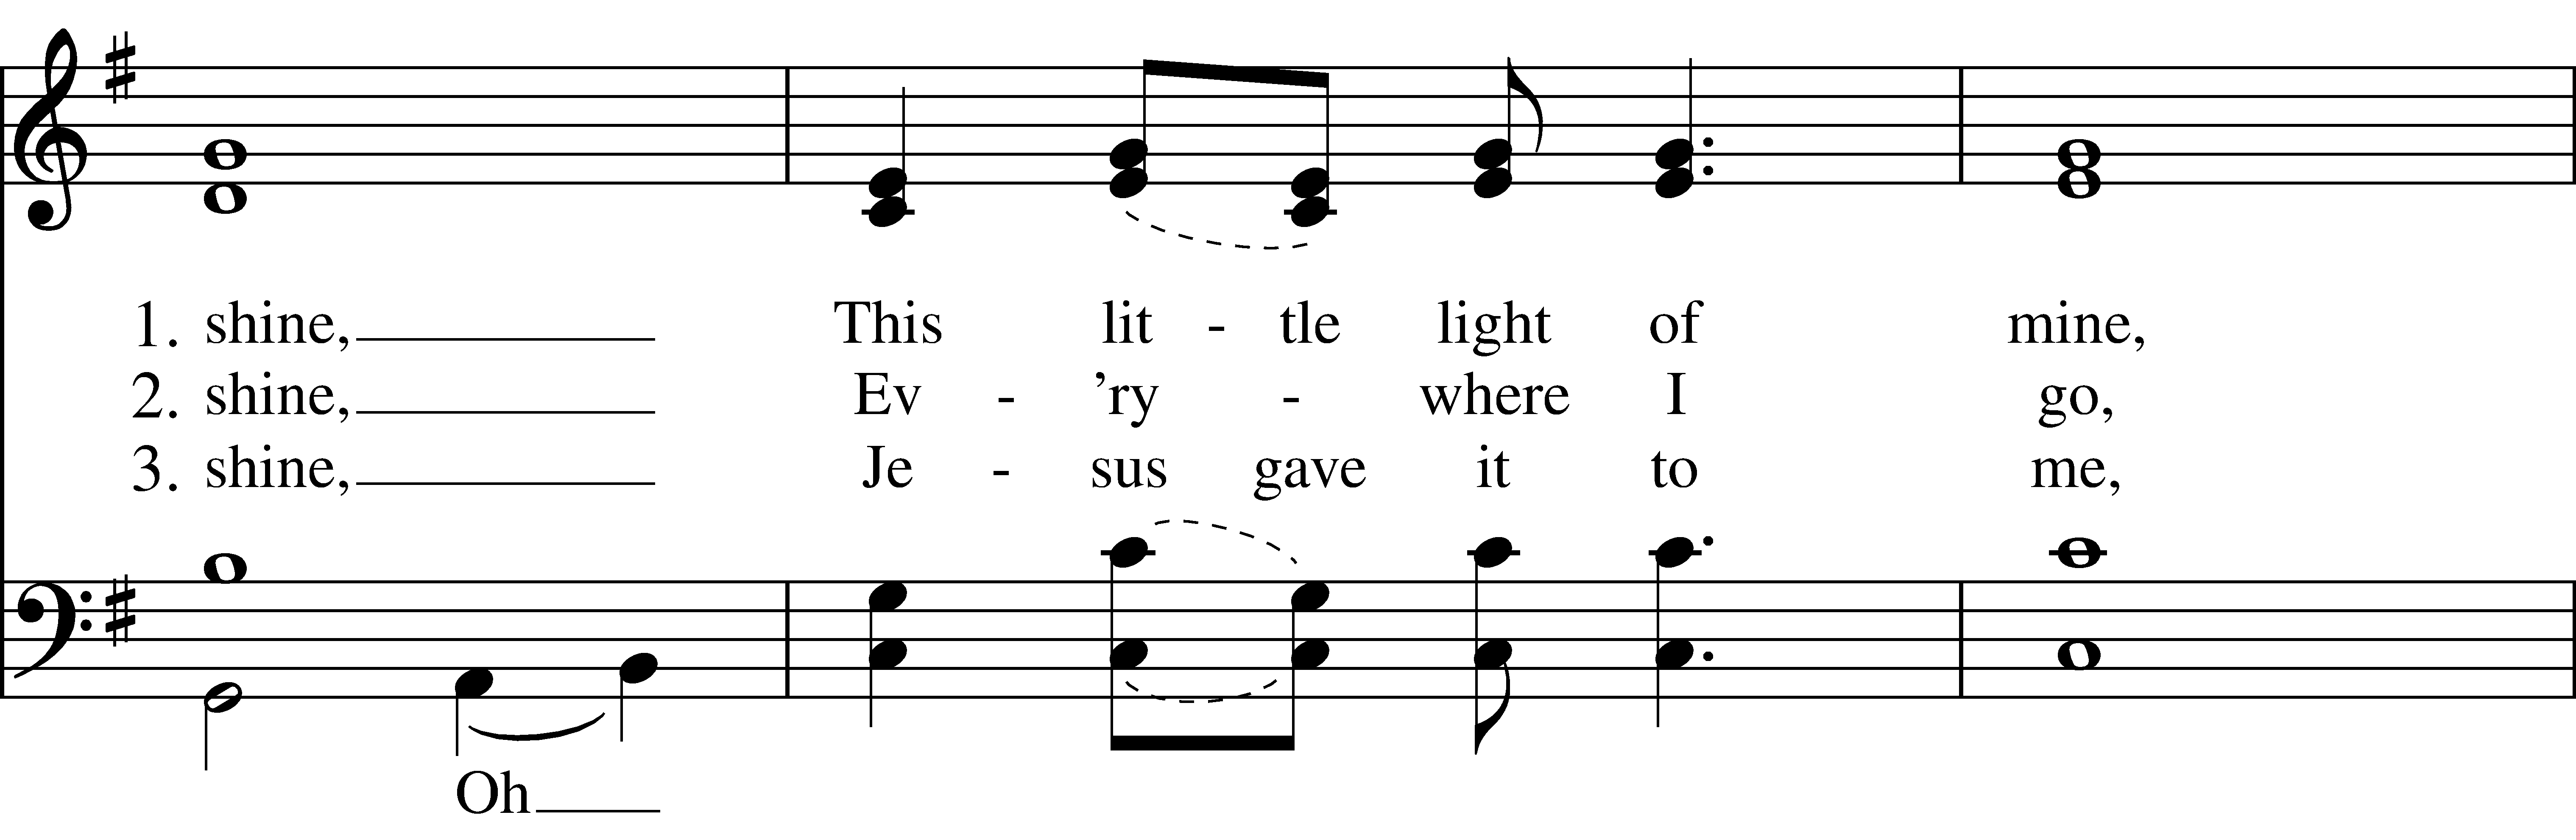 1. shine, This lit - tle light of mine,
2. shine, Ev - ’ry - where I go,
3. shine, Je - sus gave it to me,
Oh